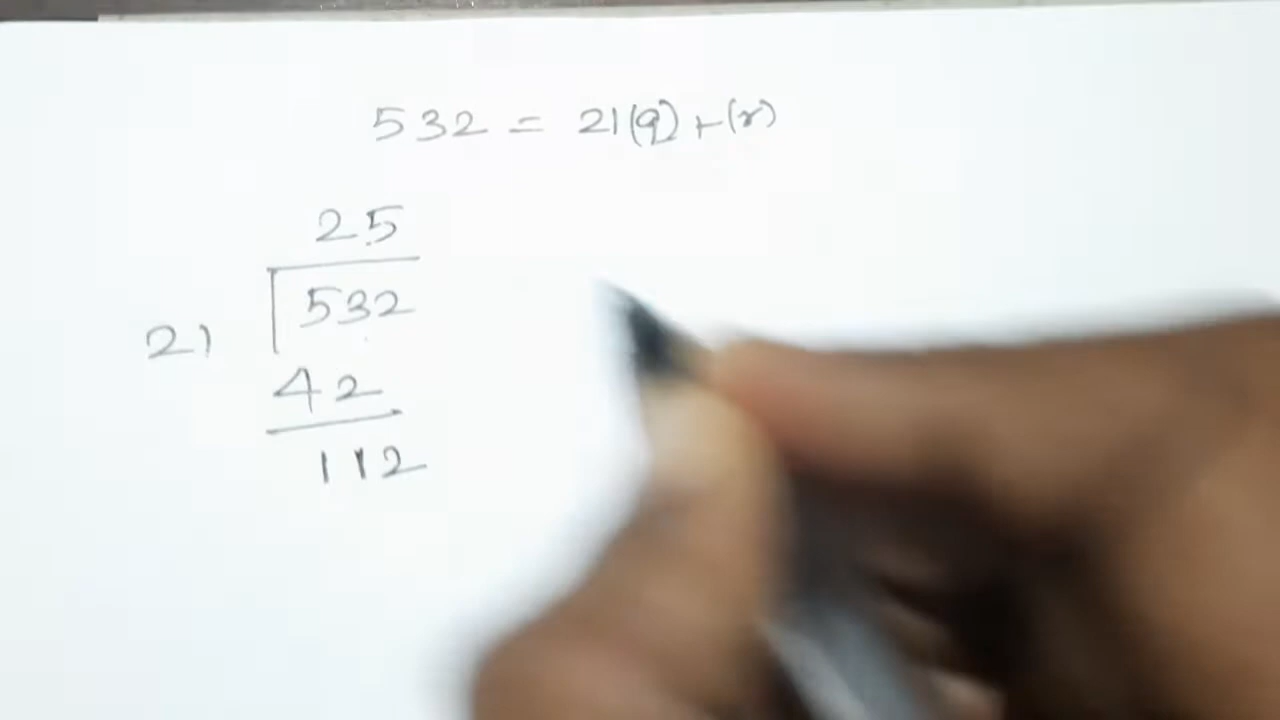 532 = 21(q) + (r)
25
21 532
42
112